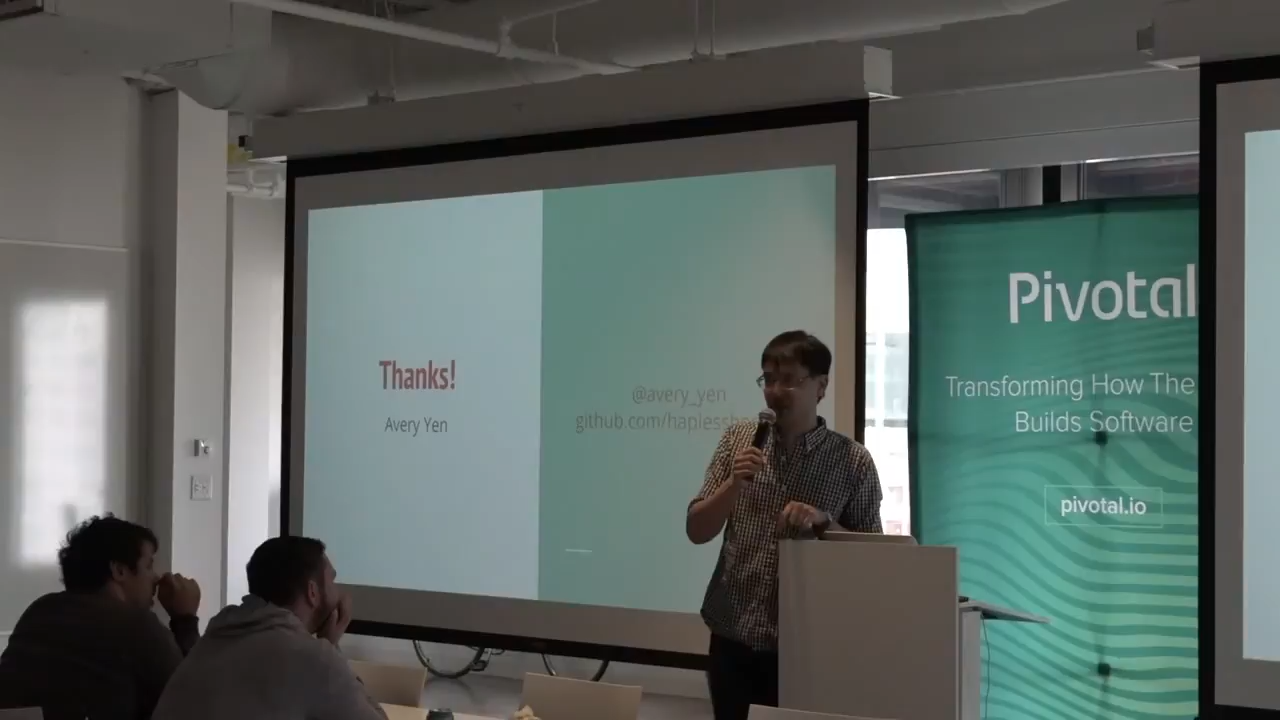 Thanks!
Avery Yen
@avery_yen
Pivotal
Transforming How The
Builds Software
pivotal.io